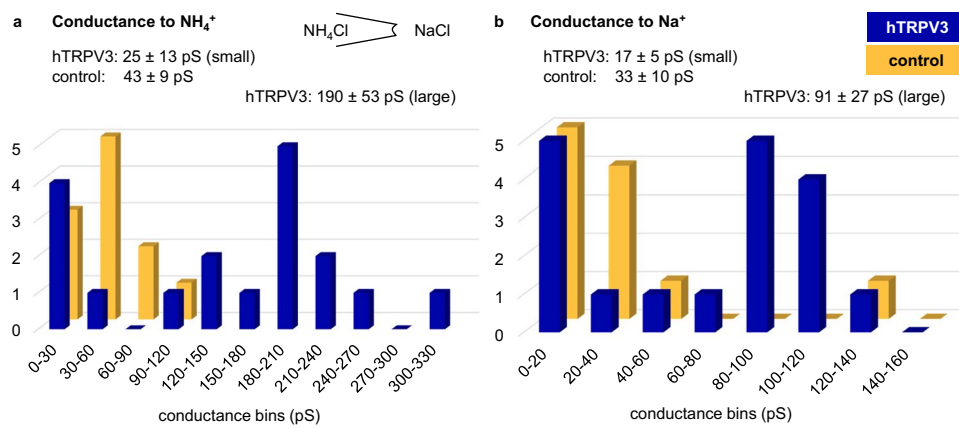 a Conductance to NH₄⁺
NH₄Cl NaCl
hTRPV3: 25 ± 13 pS (small)
control: 43 ± 9 pS
hTRPV3: 190 ± 53 pS (large)
5
4
3
2
1
0
0-30 30-60 60-90 90-120 120-150 150-180 180-210 210-240 240-270 270-300 300-330
conductance bins (pS)
b Conductance to Na⁺
hTRPV3
control
hTRPV3: 17 ± 5 pS (small)
control: 33 ± 10 pS
hTRPV3: 91 ± 27 pS (large)
5
4
3
2
1
0
0-20 20-40 40-60 60-80 80-100 100-120 120-140 140-160
conductance bins (pS)